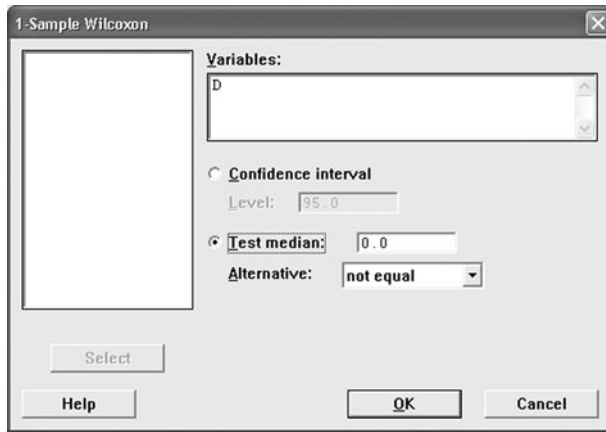 1-Sample Wilcoxon
Variables:
D
Confidence interval
Level: 95.0
Test median: 0.0
Alternative: not equal
Select
Help OK Cancel